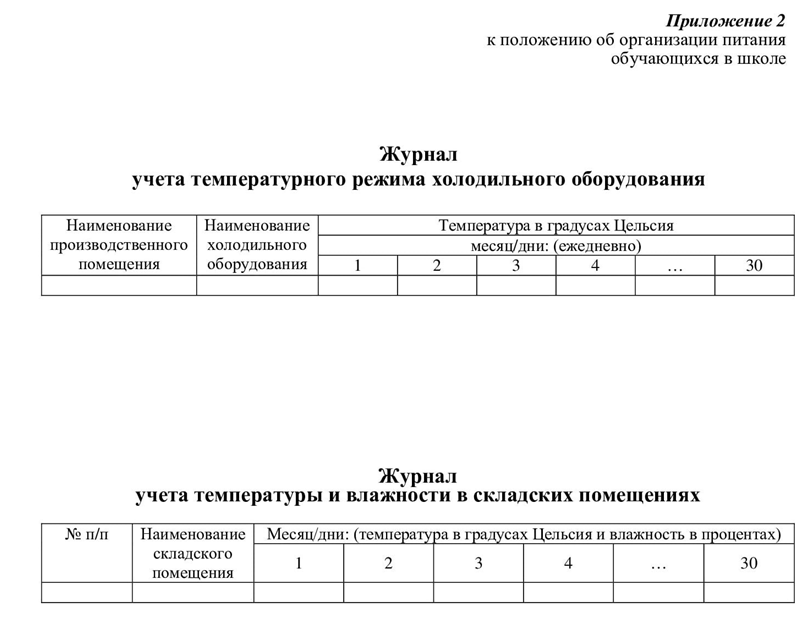 Приложение 2
к положению об организации питания
обучающихся в школе
Журнал
учета температурного режима холодильного оборудования
Наименование производственного помещения
Наименование холодильного оборудования
Температура в градусах Цельсия
месяц/дни: (ежедневно)
1 2 3 4 … 30
Журнал
учета температуры и влажности в складских помещениях
№ п/п
Наименование складского помещения
Месяц/дни: (температура в градусах Цельсия и влажность в процентах)
1 2 3 4 … 30